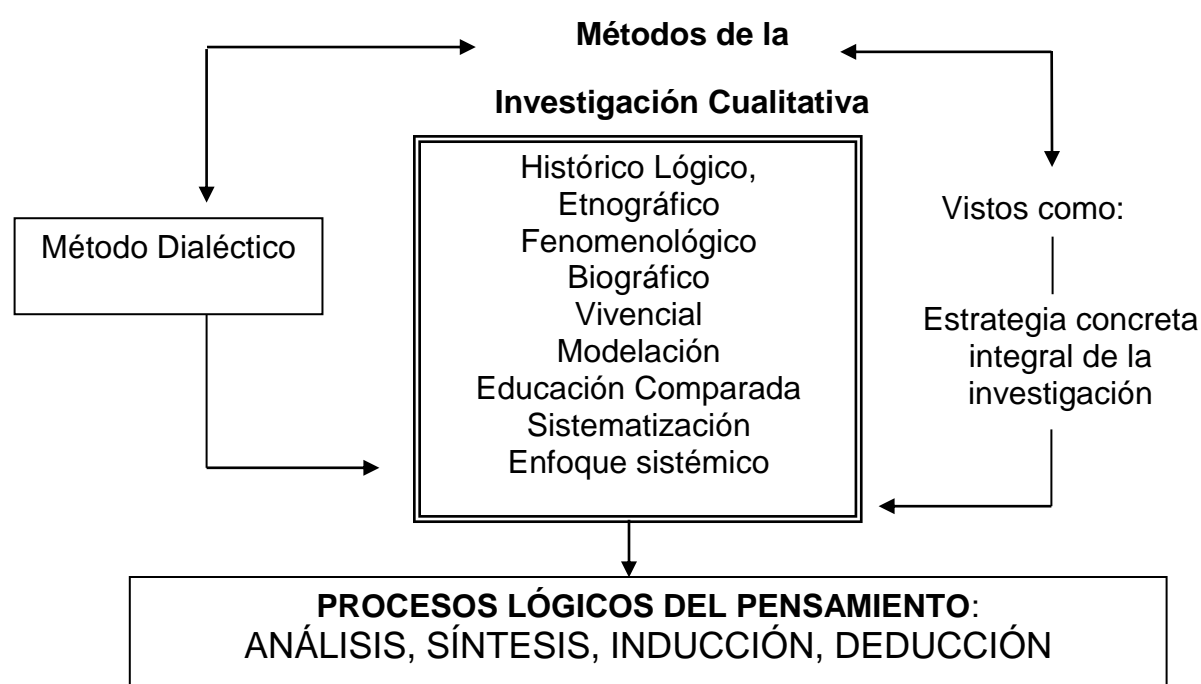 Métodos de la
Investigación Cualitativa
Histórico Lógico,
Etnográfico
Fenomenológico
Biográfico
Vivencial
Modelación
Educación Comparada
Sistematización
Enfoque sistémico
Método Dialéctico
Vistos como:
Estrategia concreta
integral de la
investigación
PROCESOS LÓGICOS DEL PENSAMIENTO:
ANÁLISIS, SÍNTESIS, INDUCCIÓN, DEDUCCIÓN